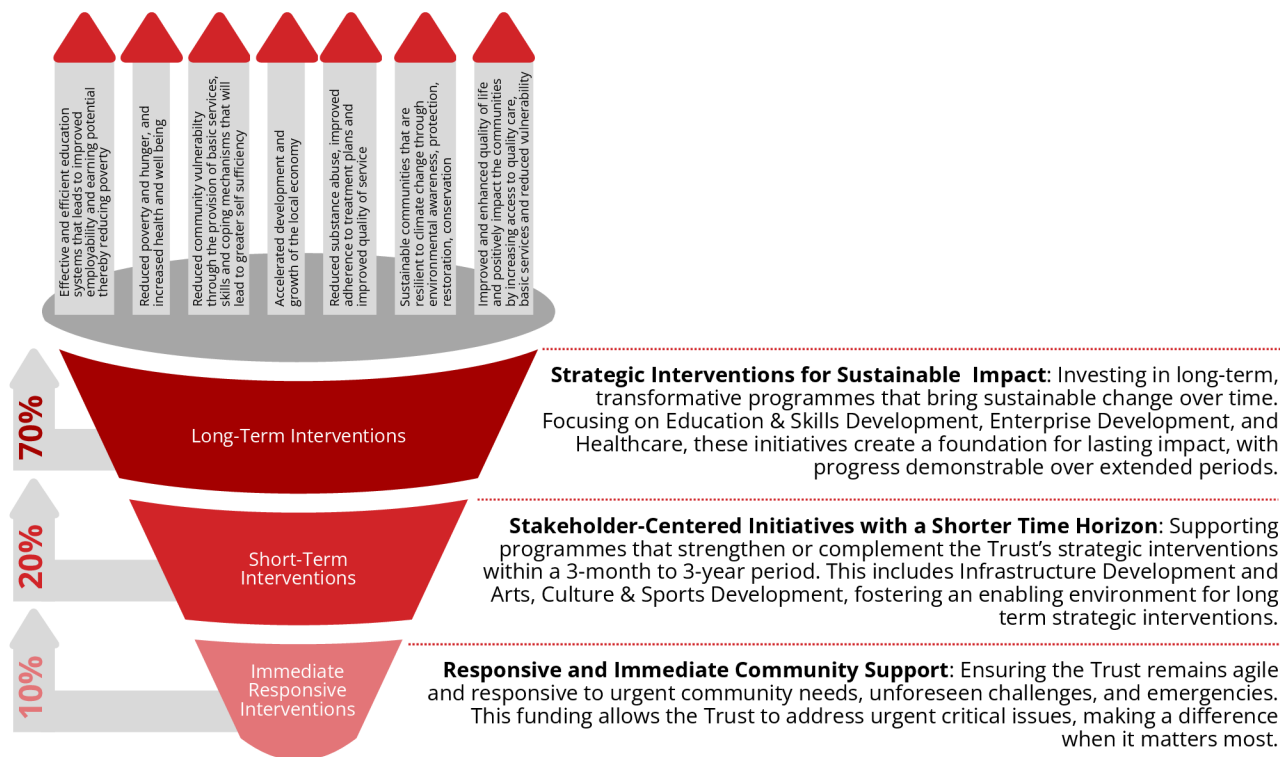 Effective and efficient education
systems that leads to improved
employability and earning potential
thereby reducing poverty
Reduced poverty and hunger, and
increased health and well being
Reduced community vulnerabilty
through the provision of basic services,
skills and coping mechanisms that will
lead to greater self sufficiency
Accelerated development and
growth of the local economy
Reduced substance abuse, improved
adherence to treatment plans and
improved quality of service
Sustainable communities that are
resilient to climate change through
environmental awareness, protection,
restoration, conservation
Improved and enhanced quality of life
and positively impact the communities
by increasing access to quality care,
basic services and reduced vulnerability
70%
Long-Term Interventions
Strategic Interventions for Sustainable Impact: Investing in long-term,
transformative programmes that bring sustainable change over time.
Focusing on Education & Skills Development, Enterprise Development, and
Healthcare, these initiatives create a foundation for lasting impact, with
progress demonstrable over extended periods.
20%
Short-Term
Interventions
Stakeholder-Centered Initiatives with a Shorter Time Horizon: Supporting
programmes that strengthen or complement the Trust’s strategic interventions
within a 3-month to 3-year period. This includes Infrastructure Development and
Arts, Culture & Sports Development, fostering an enabling environment for long
term strategic interventions.
10%
Immediate
Responsive
Interventions
Responsive and Immediate Community Support: Ensuring the Trust remains agile
and responsive to urgent community needs, unforeseen challenges, and emergencies.
This funding allows the Trust to address urgent critical issues, making a difference
when it matters most.